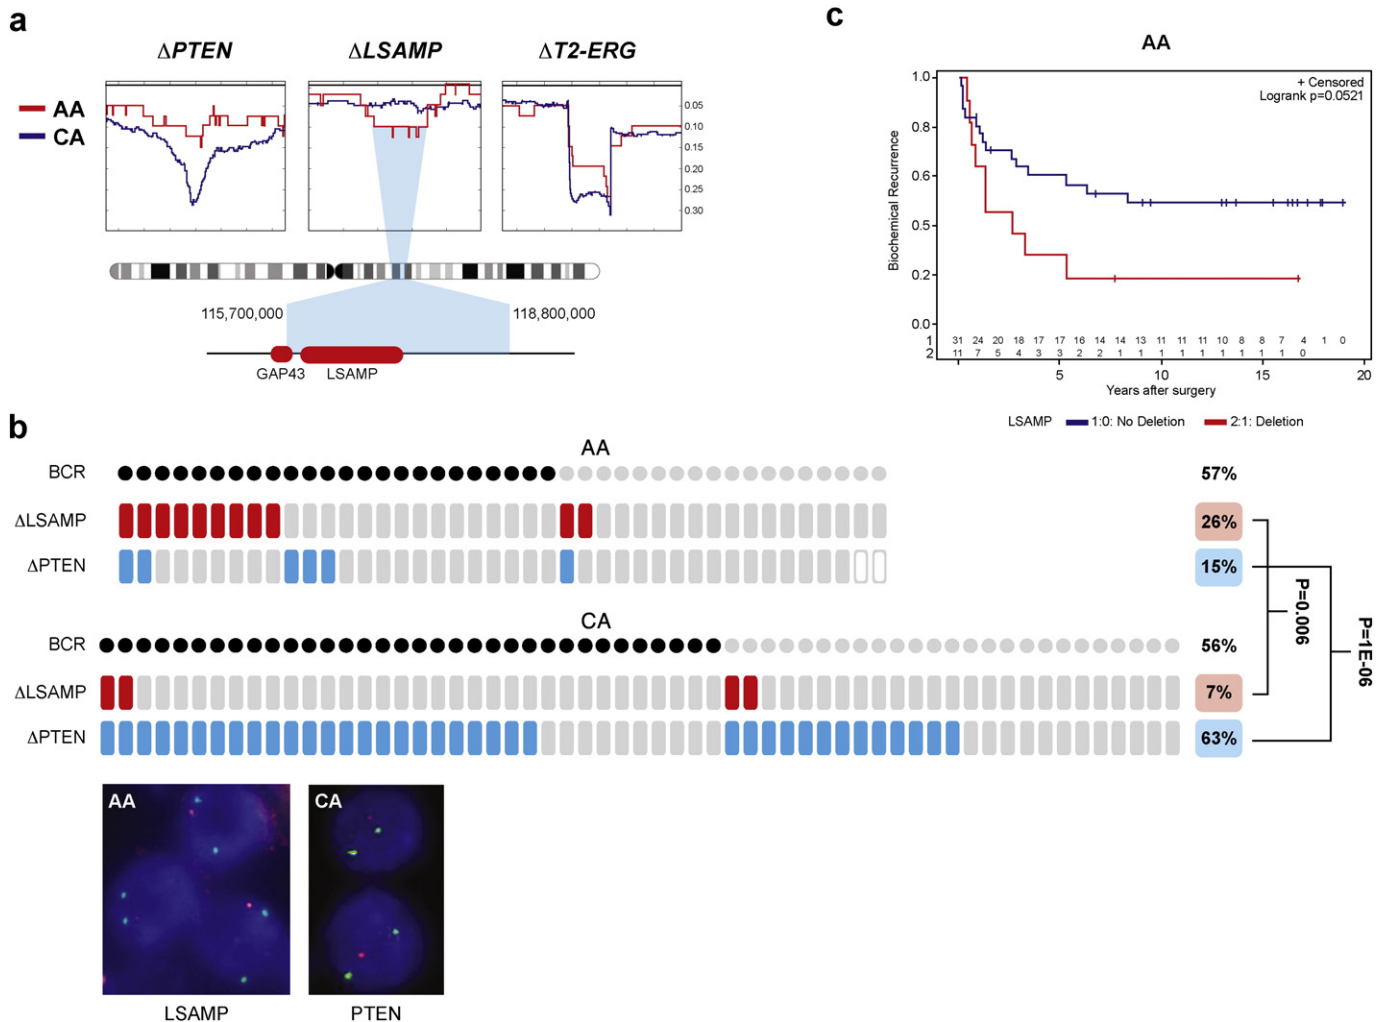 a
ΔPTEN
ΔLSAMP
ΔT2-ERG
AA
CA
0.05
0.10
0.15
0.20
0.25
0.30
115,700,000
118,800,000
GAP43
LSAMP
c
AA
+ Censored
Logrank p=0.0521
Biochemical Recurrence
1.0
0.8
0.6
0.5
0.2
0.0
1 31 24 20 18 17 17 16 14 14 13 11 11 11 10 8 8 7 4 1 0
2 11 7 5 4 3 3 2 2 1 1 1 1 1 1 1 1 1 0
5 10 15 20
Years after surgery
LSAMP 1:0: No Deletion 2:1: Deletion
b
AA
BCR 57%
ΔLSAMP 26%
ΔPTEN 15%
CA
BCR 56%
ΔLSAMP 7%
ΔPTEN 63%
P=0.006
P=1E-06
AA
CA
LSAMP
PTEN